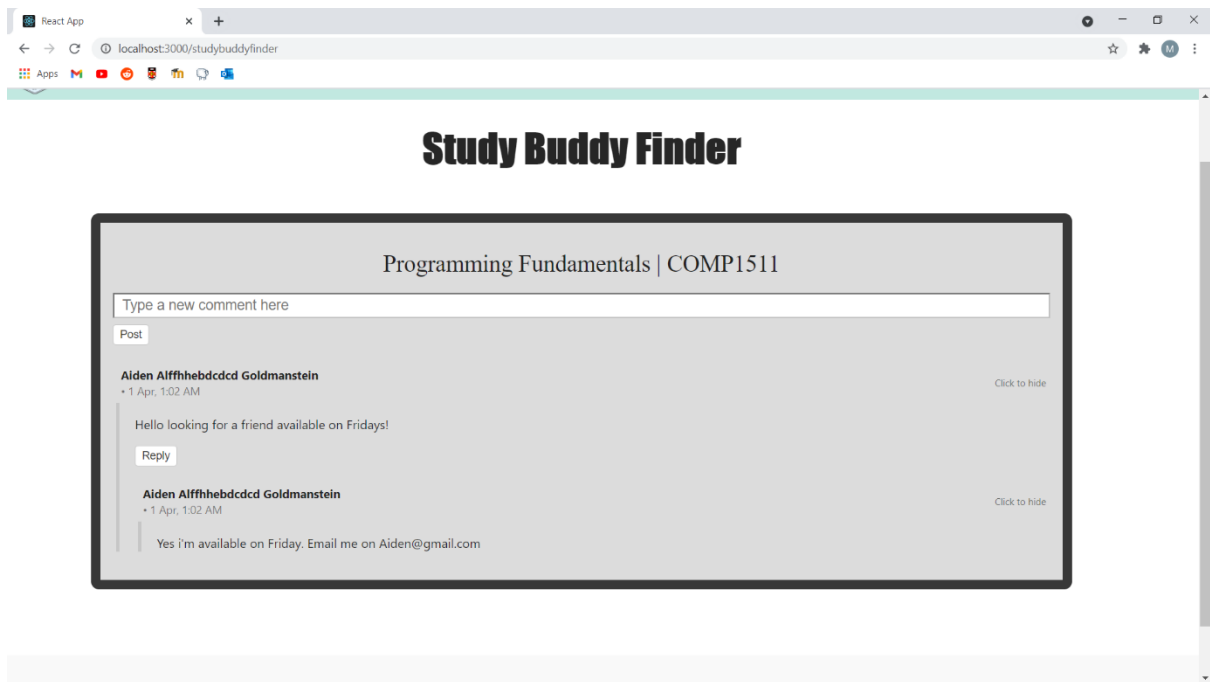 React App
localhost:3000/studybuddyfinder
M
Apps
Study Buddy Finder
Programming Fundamentals | COMP1511
Type a new comment here
Post
Aiden Alffhhebdcdcd Goldmanstein
• 1 Apr, 1:02 AM
Click to hide
Hello looking for a friend available on Fridays!
Reply
Aiden Alffhhebdcdcd Goldmanstein
• 1 Apr, 1:02 AM
Click to hide
Yes i'm available on Friday. Email me on Aiden@gmail.com